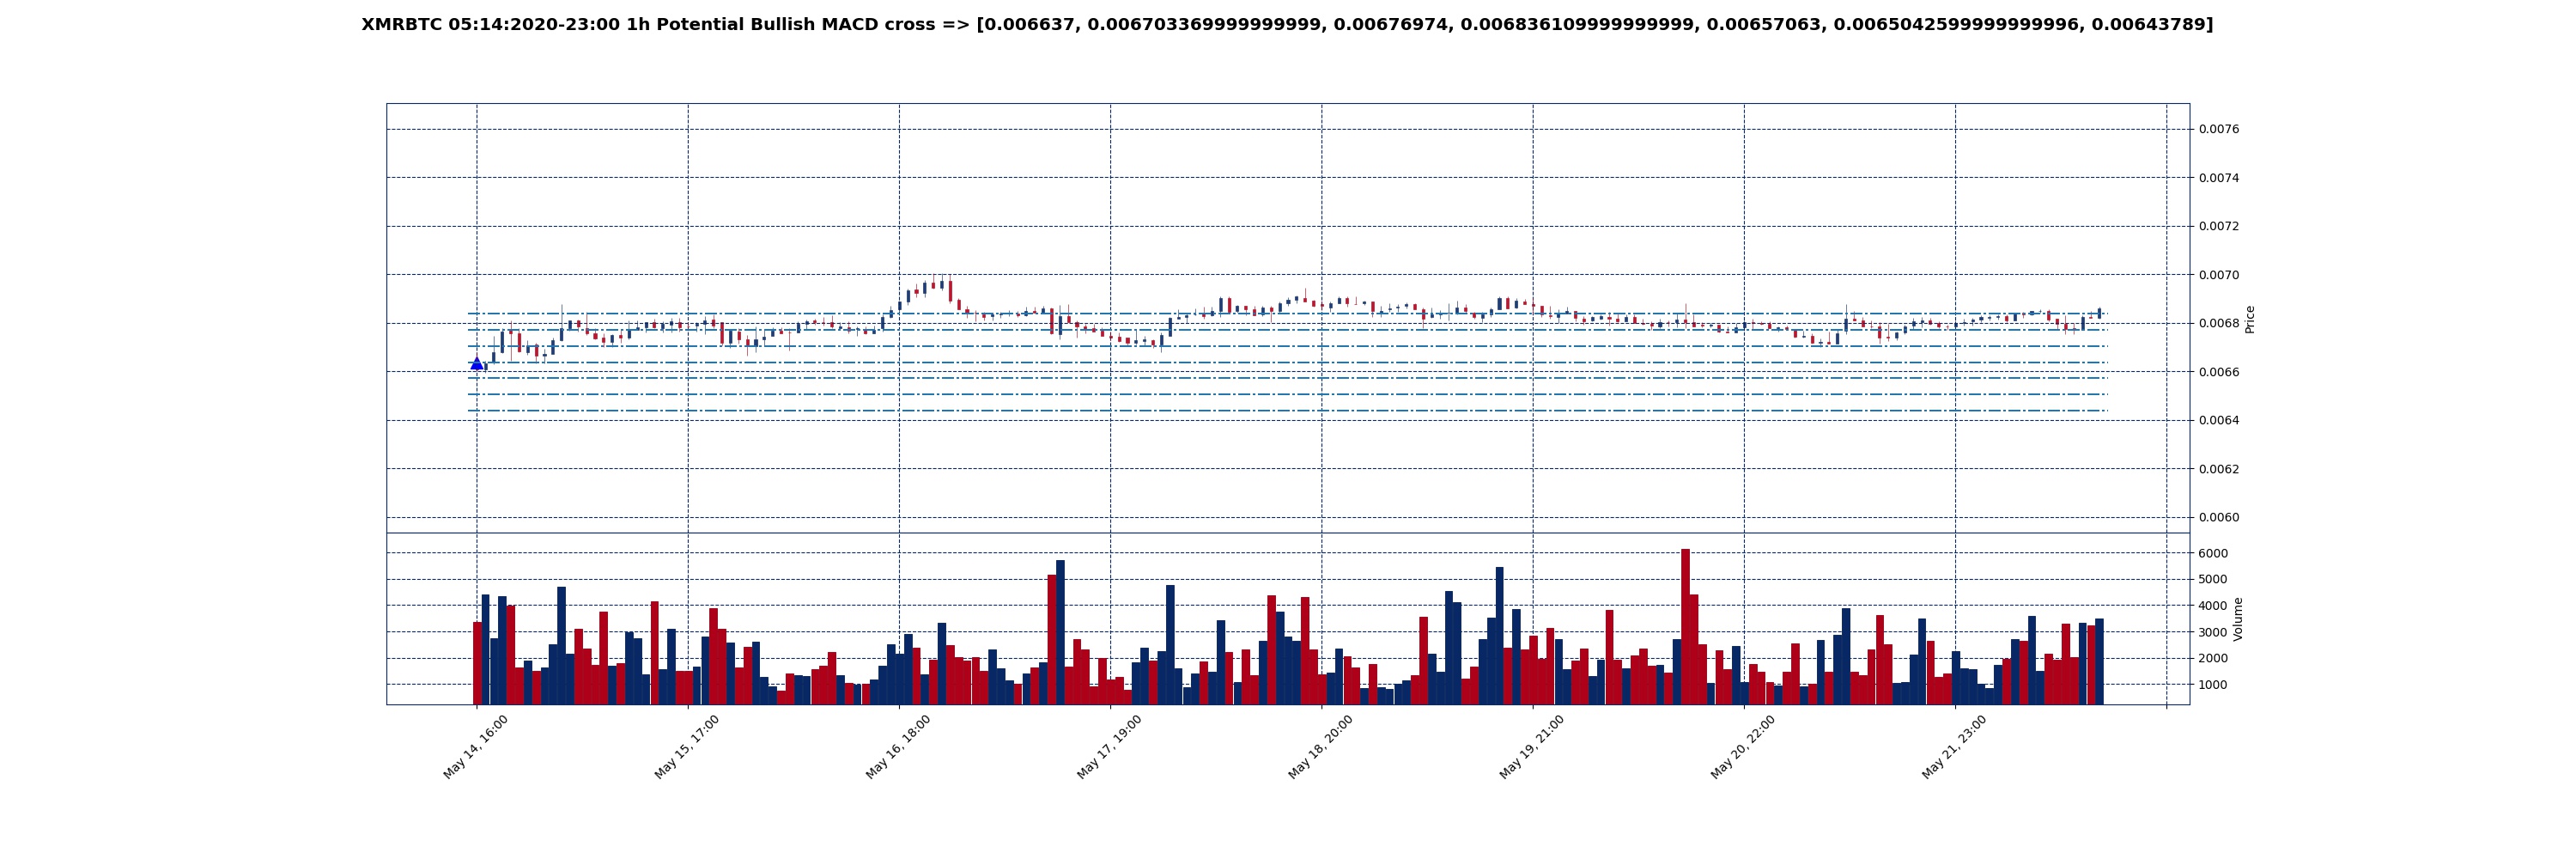 XMRBTC 05:14:2020-23:00 1h Potential Bullish MACD cross => [0.006637, 0.006703369999999999, 0.00676974, 0.006836109999999999, 0.00657063, 0.0065042599999999996, 0.00643789]
0.0076
0.0074
0.0072
0.0070
0.0068
0.0066
0.0064
0.0062
0.0060
Price
6000
5000
4000
3000
2000
1000
Volume
May 14, 16:00
May 15, 17:00
May 16, 18:00
May 17, 19:00
May 18, 20:00
May 19, 21:00
May 20, 22:00
May 21, 23:00